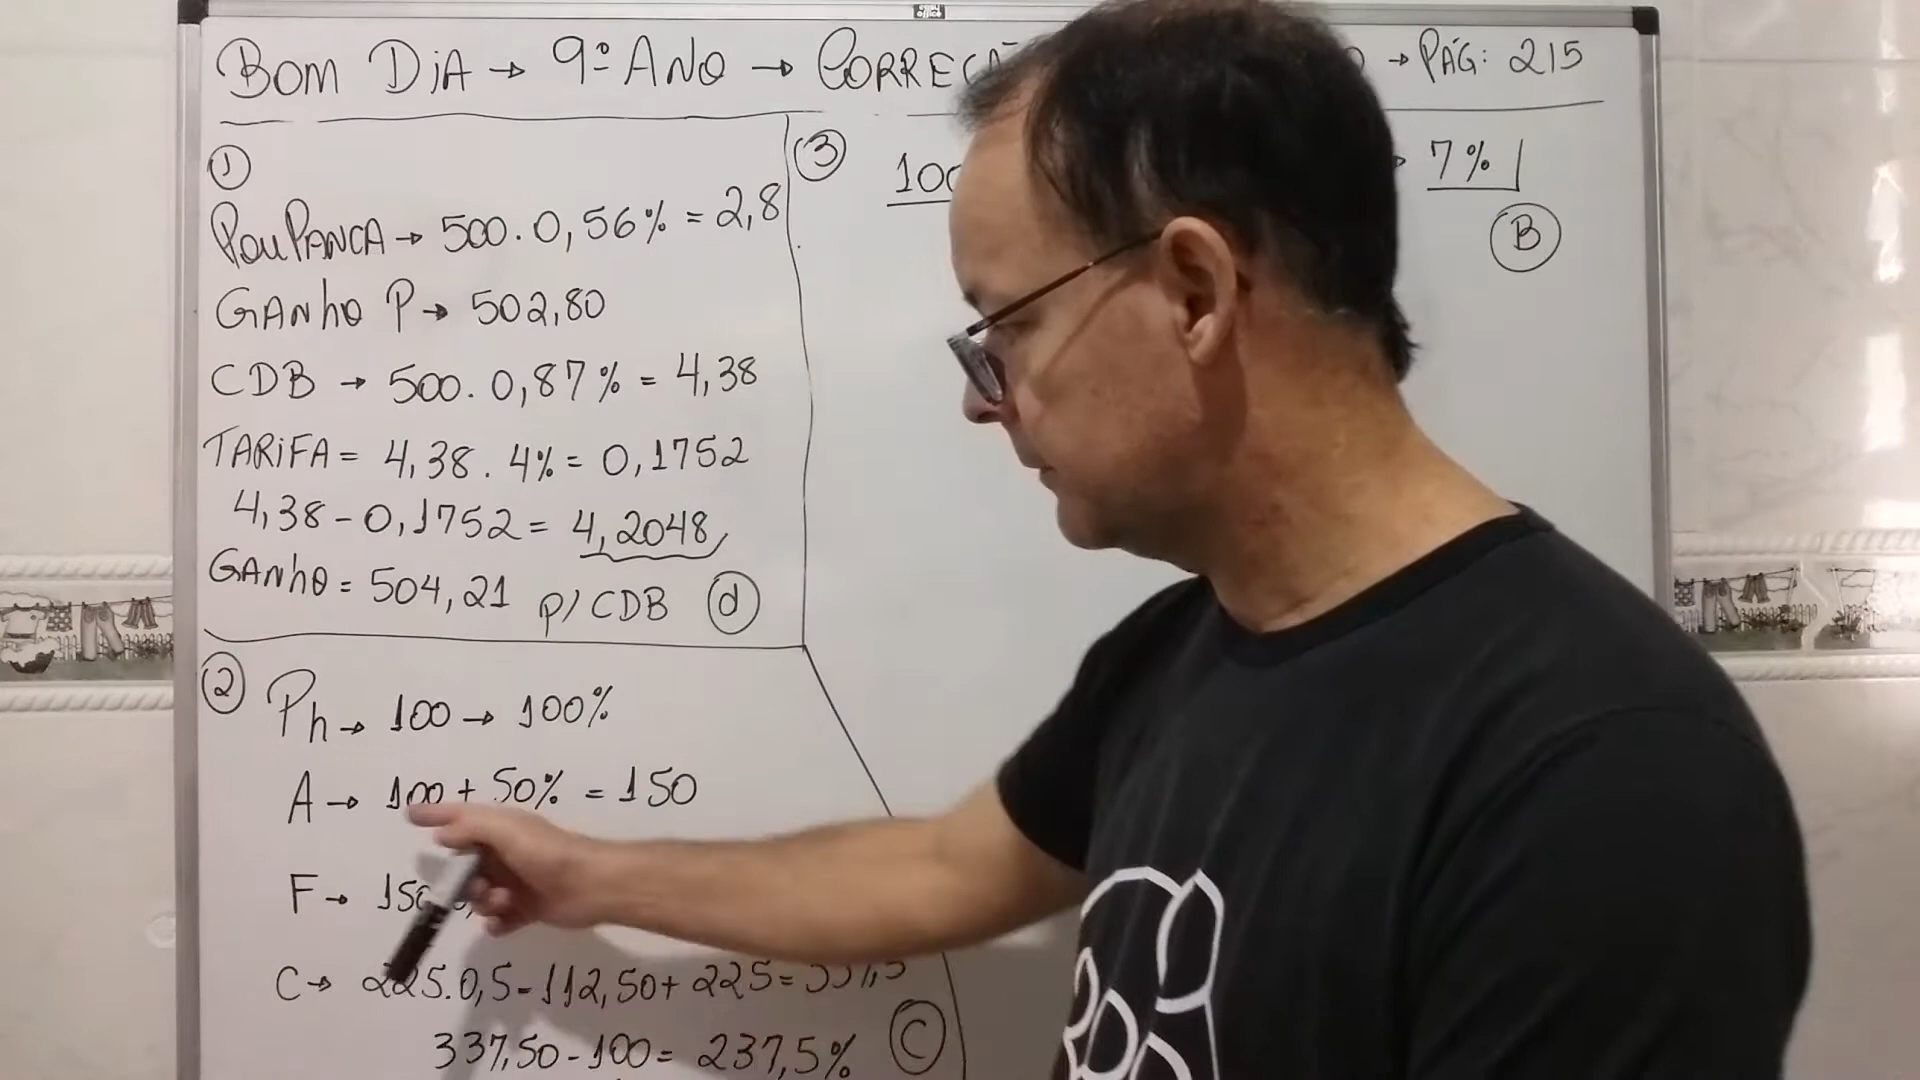 BOM DIA → 9º ANO → → PÁG: 215
①
POUPANCA → 500.0,56% = 2,8
GANHO P → 502,80
CDB → 500.0,87% = 4,38
TARIFA = 4,38.4% = 0,1752
4,38-0,1752 = 4,2048
GANHO = 504,21 p/CDB ⓓ
②
Ph → 100 → 100%
A → 100 + 50% = 150
F →
C → 225.0,5=112,50+225=
337,50-100= 237,5% Ⓒ
③
7%
Ⓑ